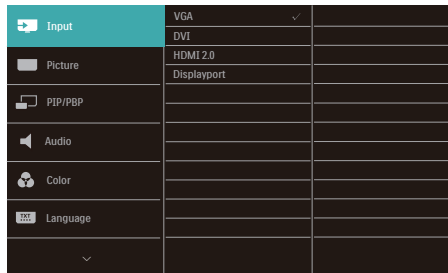 Input
Picture
PIP/PBP
Audio
Color
TXT
Language
VGA
DVI
HDMI 2.0
Displayport